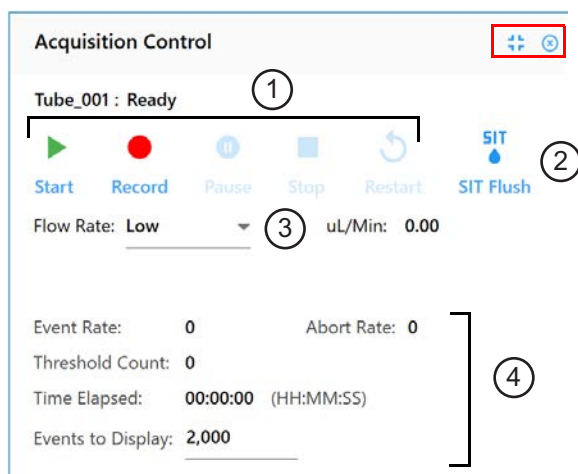 Acquisition Control
Tube_001 : Ready
1
SIT
2
Start Record Pause Stop Restart SIT Flush
Flow Rate: Low 3 uL/Min: 0.00
Event Rate: 0 Abort Rate: 0
Threshold Count: 0
4
Time Elapsed: 00:00:00 (HH:MM:SS)
Events to Display: 2,000